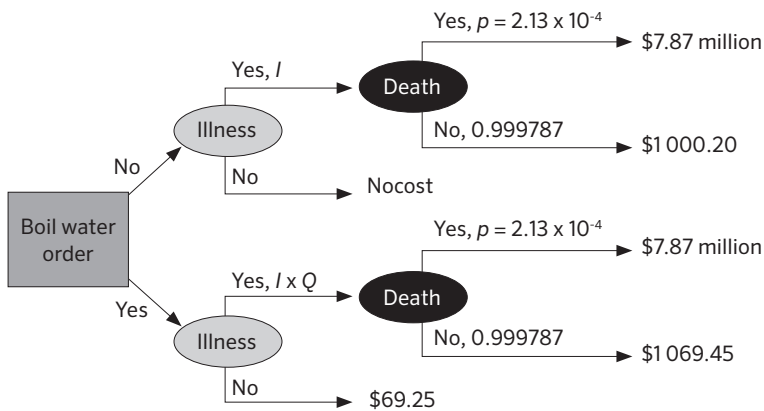 Yes, p = 2.13 x 10⁻⁴
$7.87 million
Yes, I
Death
Illness
No, 0.999787
$1 000.20
No
No
Nocost
Boil water
order
Yes, p = 2.13 x 10⁻⁴
$7.87 million
Yes, I x Q
Death
Yes
Illness
No, 0.999787
$1 069.45
No
$69.25